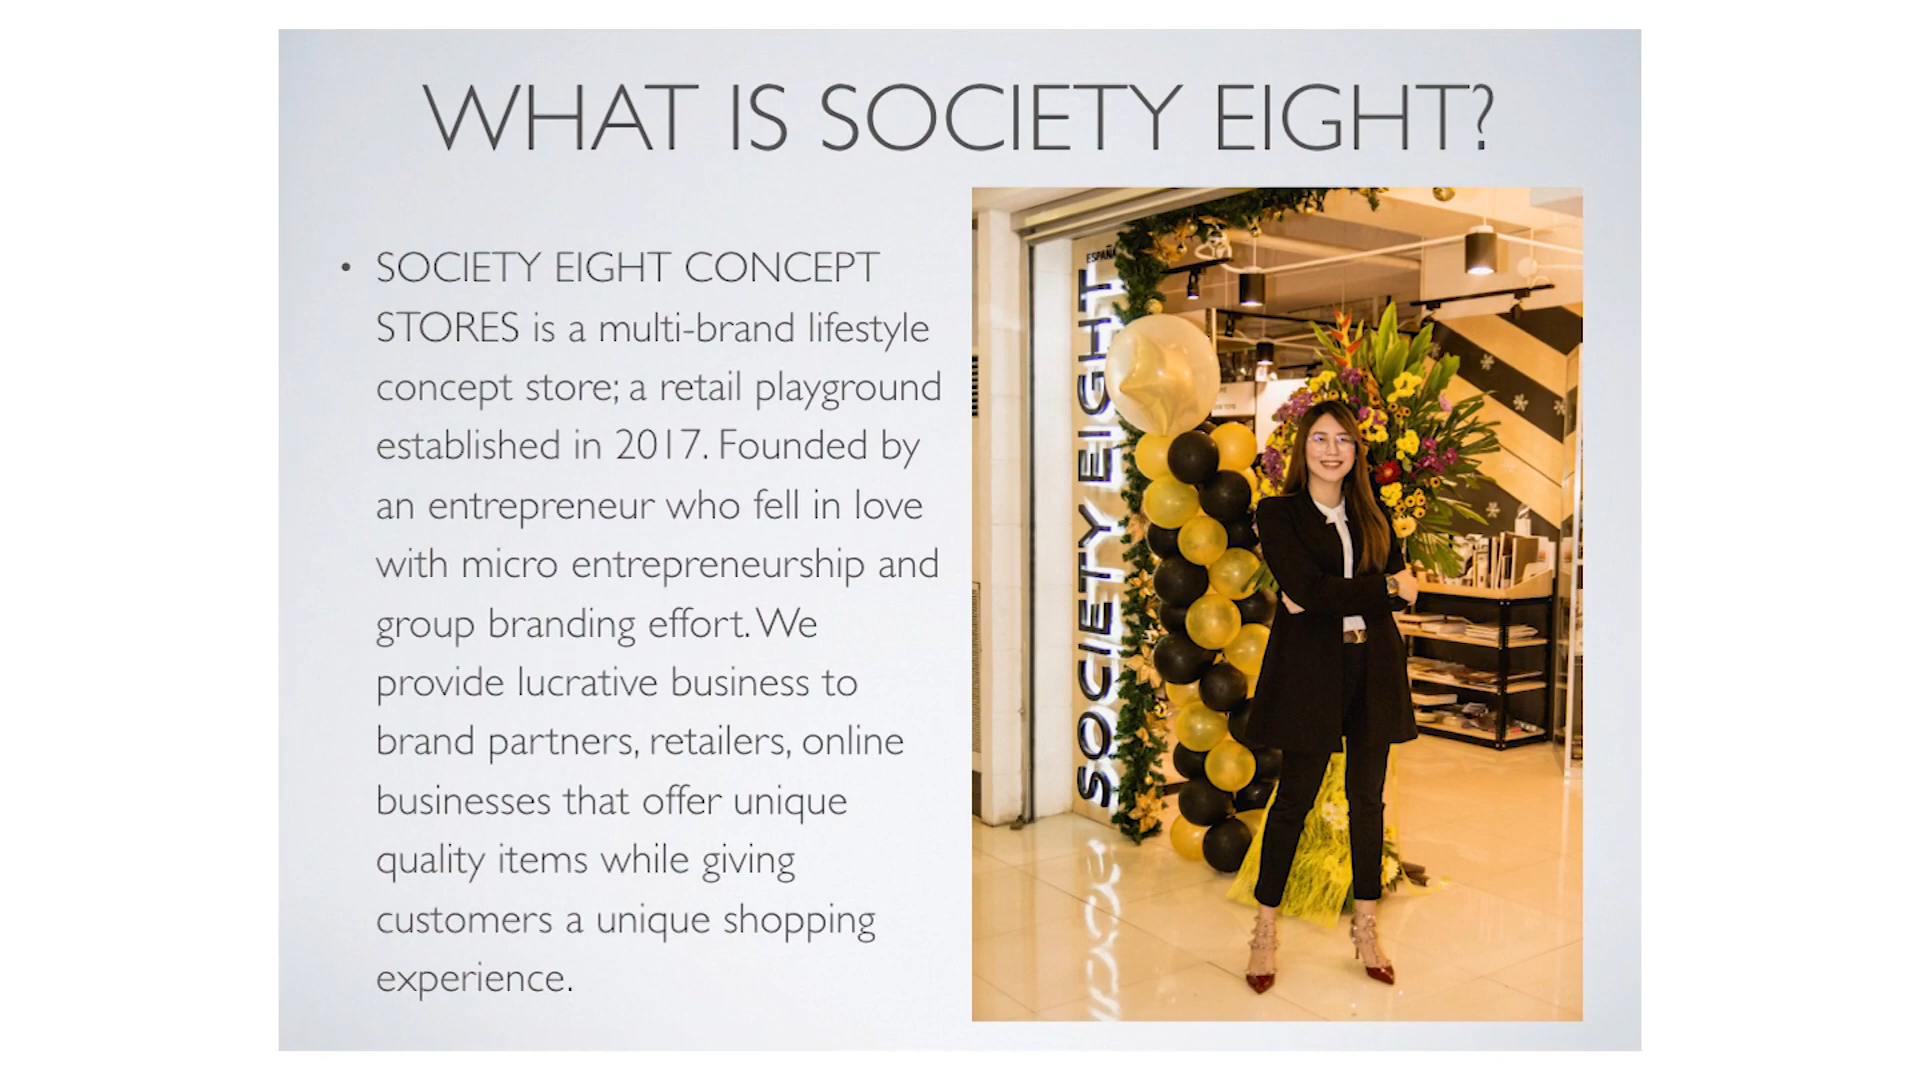 WHAT IS SOCIETY EIGHT?
• SOCIETY EIGHT CONCEPT
STORES is a multi-brand lifestyle
concept store; a retail playground
established in 2017. Founded by
an entrepreneur who fell in love
with micro entrepreneurship and
group branding effort. We
provide lucrative business to
brand partners, retailers, online
businesses that offer unique
quality items while giving
customers a unique shopping
experience.
SOCIETY EIGHT